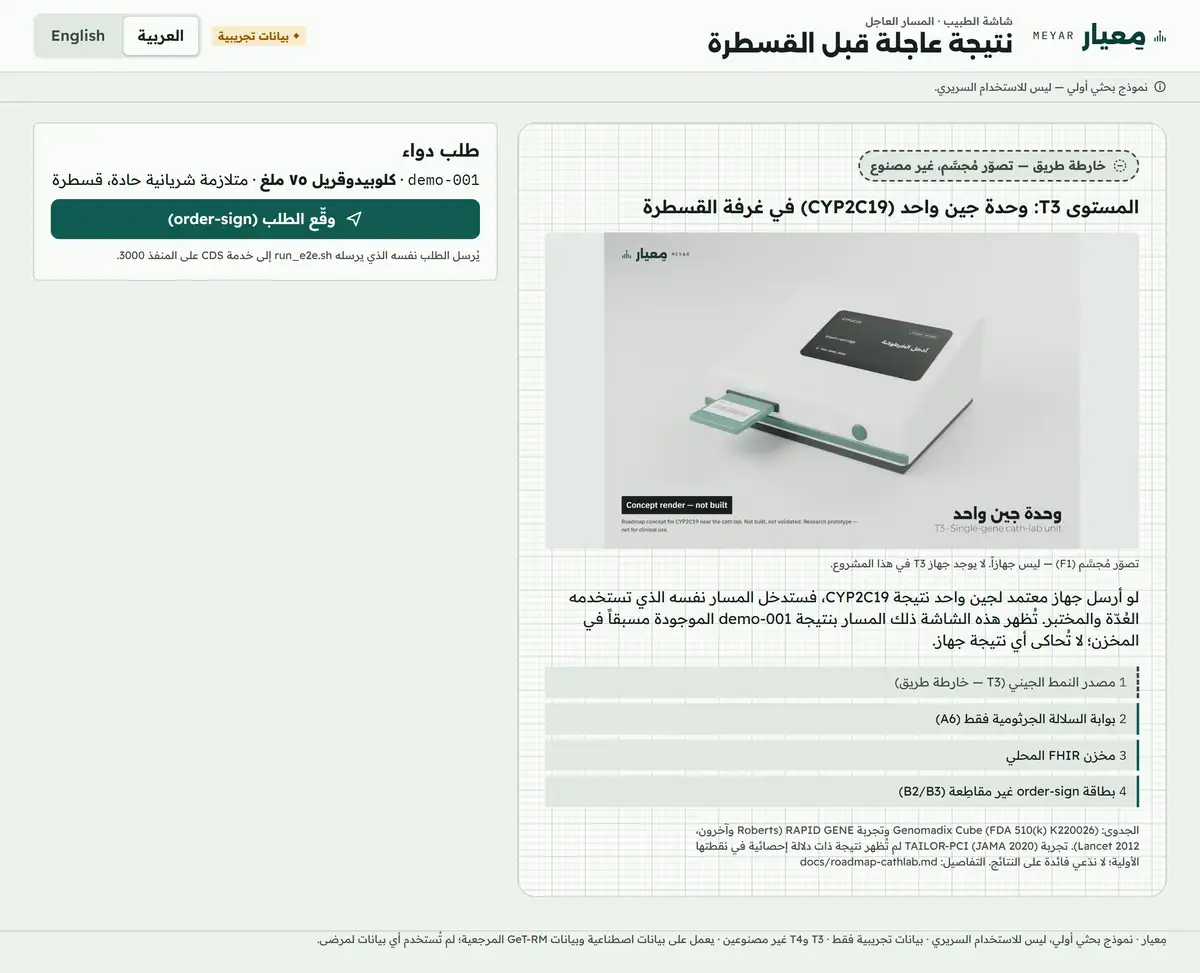 مِعيار MEYAR
شاشة الطبيب · المسار العاجل
نتيجة عاجلة قبل القسطرة
بيانات تجريبية
العربية
English
نموذج بحثي أولي — ليس للاستخدام السريري.
خارطة طريق — تصوّر مُجسَّم، غير مصنوع
المستوى T3: وحدة جين واحد (CYP2C19) في غرفة القسطرة
مِعيار MEYAR
CYP2C19
أدخل الخرطوشة
Concept render — not built
Roadmap concept for CYP2C19 near the cath lab. Not built, not validated. Research prototype —
not for clinical use.
وحدة جين واحد
T3 · Single-gene cath-lab unit
تصوّر مُجسَّم (F1) — ليس جهازاً. لا يوجد جهاز T3 في هذا المشروع.
لو أرسل جهاز معتمد لجين واحد نتيجة CYP2C19، فستدخل المسار نفسه الذي تستخدمه
العُدّة والمختبر. تُظهر هذه الشاشة ذلك المسار بنتيجة demo-001 الموجودة مسبقاً في
المخزن؛ لا تُحاكى أي نتيجة جهاز.
1 مصدر النمط الجيني (T3 — خارطة طريق)
2 بوابة السلالة الجرثومية فقط (A6)
3 مخزن FHIR المحلي
4 بطاقة order-sign غير مقاطِعة (B2/B3)
الجدوى: Genomadix Cube (FDA 510(k) K220026) وتجربة RAPID GENE (Roberts وآخرون،
Lancet 2012). تجربة TAILOR-PCI (JAMA 2020) لم تُظهر نتيجة ذات دلالة إحصائية في نقطتها
الأولية؛ لا ندّعي فائدة على النتائج. التفاصيل: docs/roadmap-cathlab.md
طلب دواء
demo-001 · كلوبيدوقريل ٧٥ ملغ · متلازمة شريانية حادة، قسطرة
وقّع الطلب (order-sign)
يُرسل الطلب نفسه الذي يرسله run_e2e.sh إلى خدمة CDS على المنفذ 3000.
مِعيار · نموذج بحثي أولي، ليس للاستخدام السريري · بيانات تجريبية فقط · T3 وT4 غير مصنوعين · يعمل على بيانات اصطناعية وبيانات GeT-RM المرجعية؛ لم تُستخدم أي بيانات لمرضى.